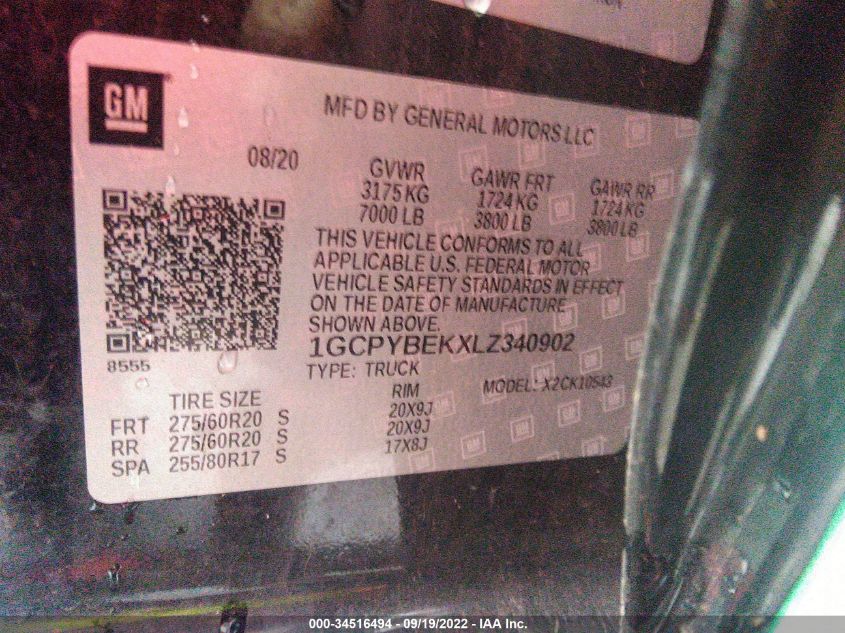 GM
MFD BY GENERAL MOTORS LLC
08/20
GVWR GAWR FRT GAWR RR
3175 KG 1724 KG 1724 KG
7000 LB 3800 LB 3800 LB
THIS VEHICLE CONFORMS TO ALL
APPLICABLE U.S. FEDERAL MOTOR
VEHICLE SAFETY STANDARDS IN EFFECT
ON THE DATE OF MANUFACTURE
SHOWN ABOVE.
8555
1GCPYBEKXLZ340902
TYPE: TRUCK MODEL: X2CK10543
TIRE SIZE RIM
FRT 275/60R20 S 20X9J
RR 275/60R20 S 20X9J
SPA 255/80R17 S 17X8J
000-34516494 - 09/19/2022 - IAA Inc.